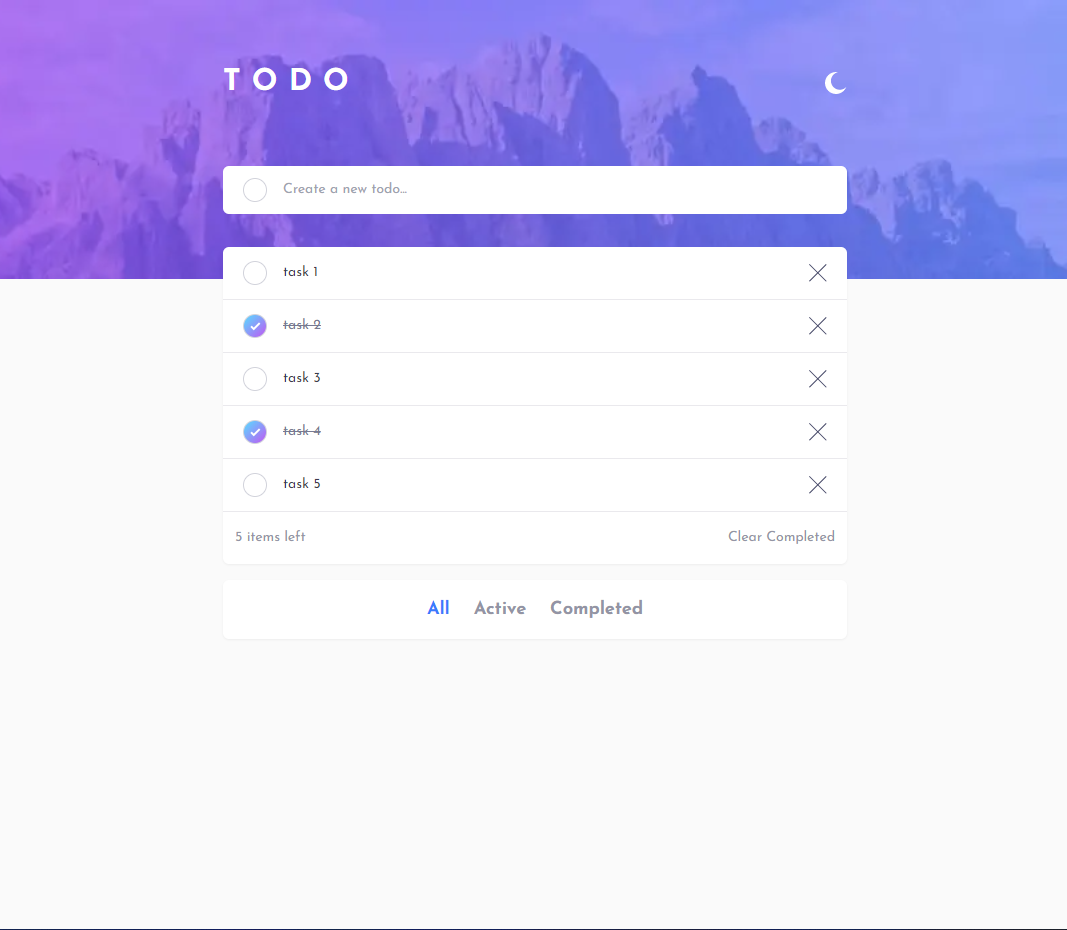 TODO
Create a new todo...
task 1
task 2
task 3
task 4
task 5
5 items left Clear Completed
All Active Completed